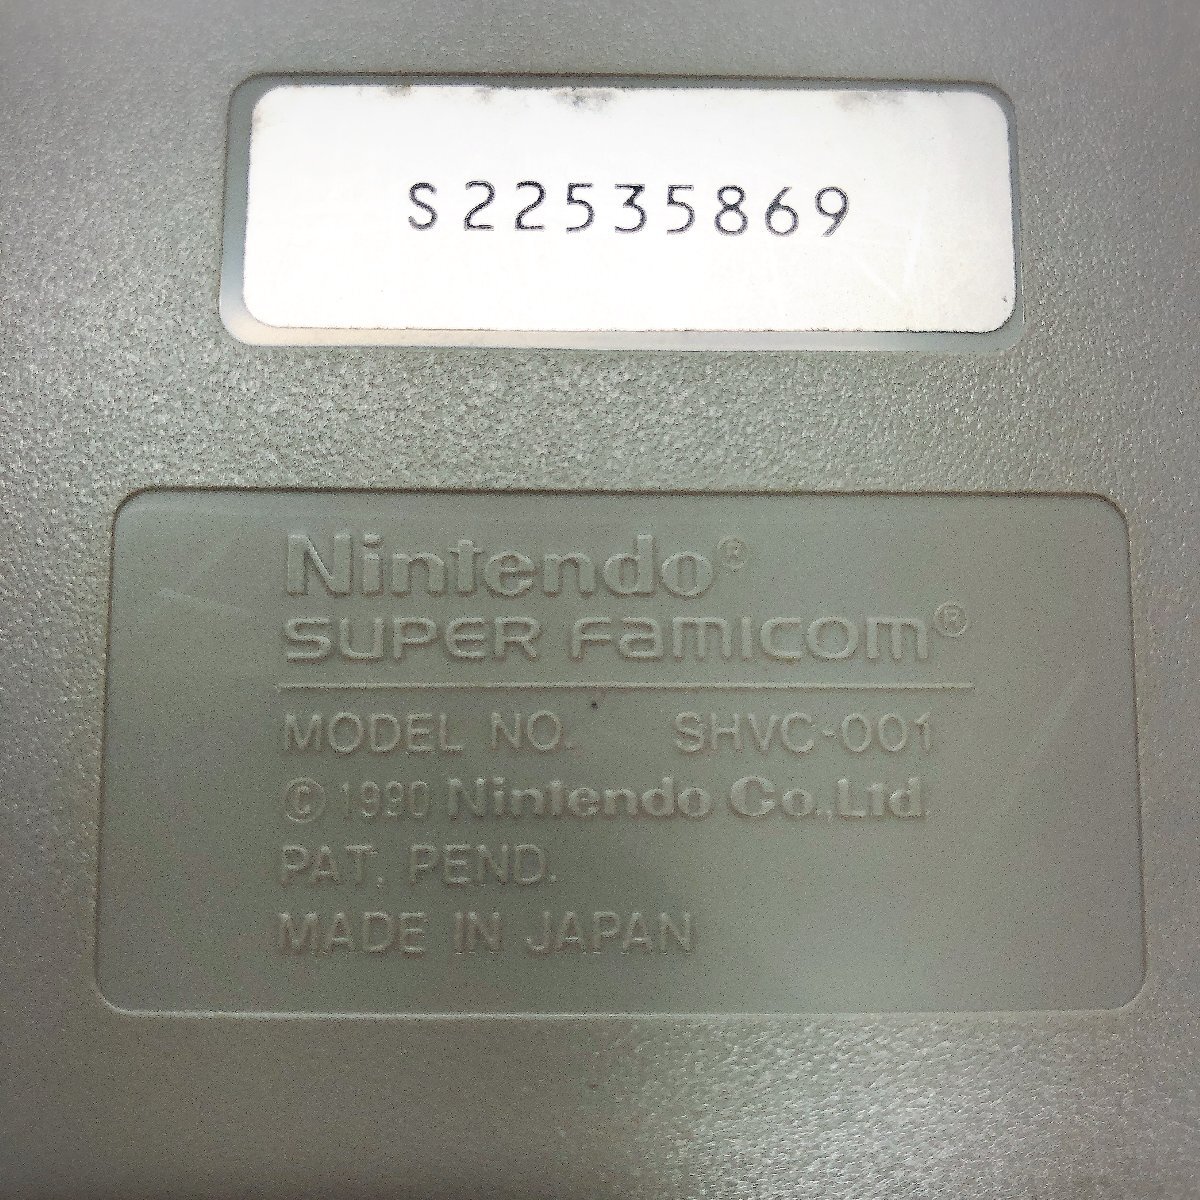 S22535869
Nintendo®
SUPER FAMICOM®
MODEL NO. SHVC-001
© 1990 Nintendo Co.,Ltd.
PAT. PEND.
MADE IN JAPAN